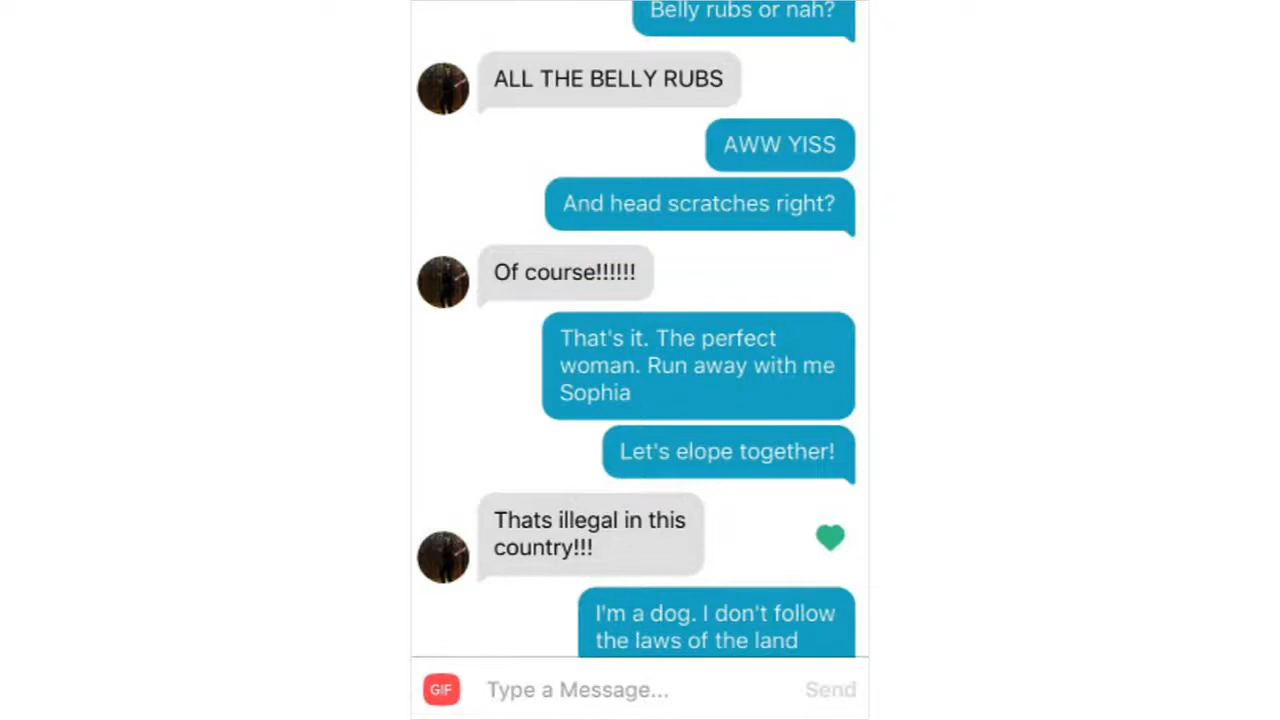 Belly rubs or nah?
ALL THE BELLY RUBS
AWW YISS
And head scratches right?
Of course!!!!!!
That's it. The perfect
woman. Run away with me
Sophia
Let's elope together!
Thats illegal in this
country!!!
I'm a dog. I don't follow
the laws of the land
GIF
Type a Message...
Send